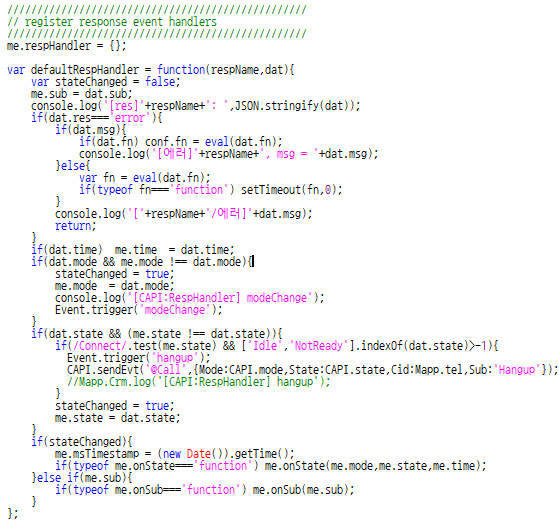 //////////////////////////////////////////////////
// register response event handlers
//////////////////////////////////////////////////
me.respHandler = {};

var defaultRespHandler = function(respName,dat){
    var stateChanged = false;
    me.sub = dat.sub;
    console.log('[res]'+respName+': ',JSON.stringify(dat));
    if(dat.res==='error'){
        if(dat.msg){
            if(dat.fn) conf.fn = eval(dat.fn);
            console.log('[에러]'+respName+', msg = '+dat.msg);
        }else{
            var fn = eval(dat.fn);
            if(typeof fn==='function') setTimeout(fn,0);
        }
        console.log('['+respName+'/에러]'+dat.msg);
        return;
    }
    if(dat.time)  me.time  = dat.time;
    if(dat.mode && me.mode !== dat.mode){
        stateChanged = true;
        me.mode  = dat.mode;
        console.log('[CAPI:RespHandler] modeChange');
        Event.trigger('modeChange');
    }
    if(dat.state && (me.state !== dat.state)){
        if(/Connect/.test(me.state) && ['Idle','NotReady'].indexOf(dat.state)>-1){
          Event.trigger('hangup');
          CAPI.sendEvt('@Call',{Mode:CAPI.mode,State:CAPI.state,Cid:Mapp.tel,Sub:'Hangup'});
          //Mapp.Crm.log('[CAPI:RespHandler] hangup');
        }
        stateChanged = true;
        me.state = dat.state;
    }
    if(stateChanged){
        me.msTimestamp = (new Date()).getTime();
        if(typeof me.onState==='function') me.onState(me.mode,me.state,me.time);
    }else if(me.sub){
        if(typeof me.onSub==='function') me.onSub(me.sub);
    }
};